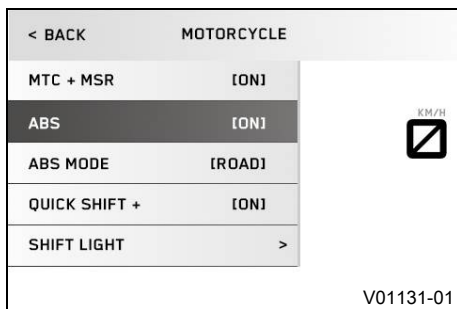 < BACK MOTORCYCLE
MTC + MSR [ON]
ABS [ON]
KM/H
ABS MODE [ROAD]
QUICK SHIFT + [ON]
SHIFT LIGHT >
V01131-01